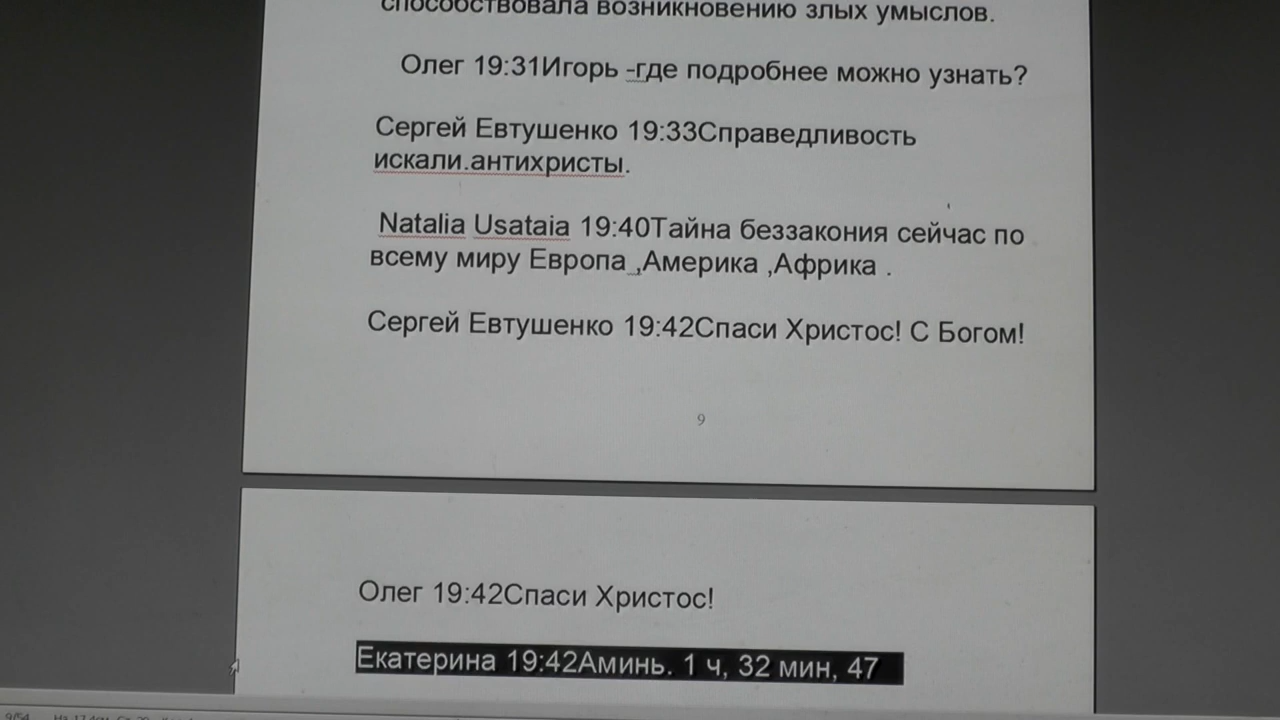 способствовала возникновению злых умыслов.
Олег 19:31Игорь -где подробнее можно узнать?
Сергей Евтушенко 19:33Справедливость
искали.антихристы.
Natalia Usataia 19:40Тайна беззакония сейчас по
всему миру Европа ,Америка ,Африка .
Сергей Евтушенко 19:42Спаси Христос! С Богом!
9
Олег 19:42Спаси Христос!
Екатерина 19:42Аминь. 1 ч, 32 мин, 47